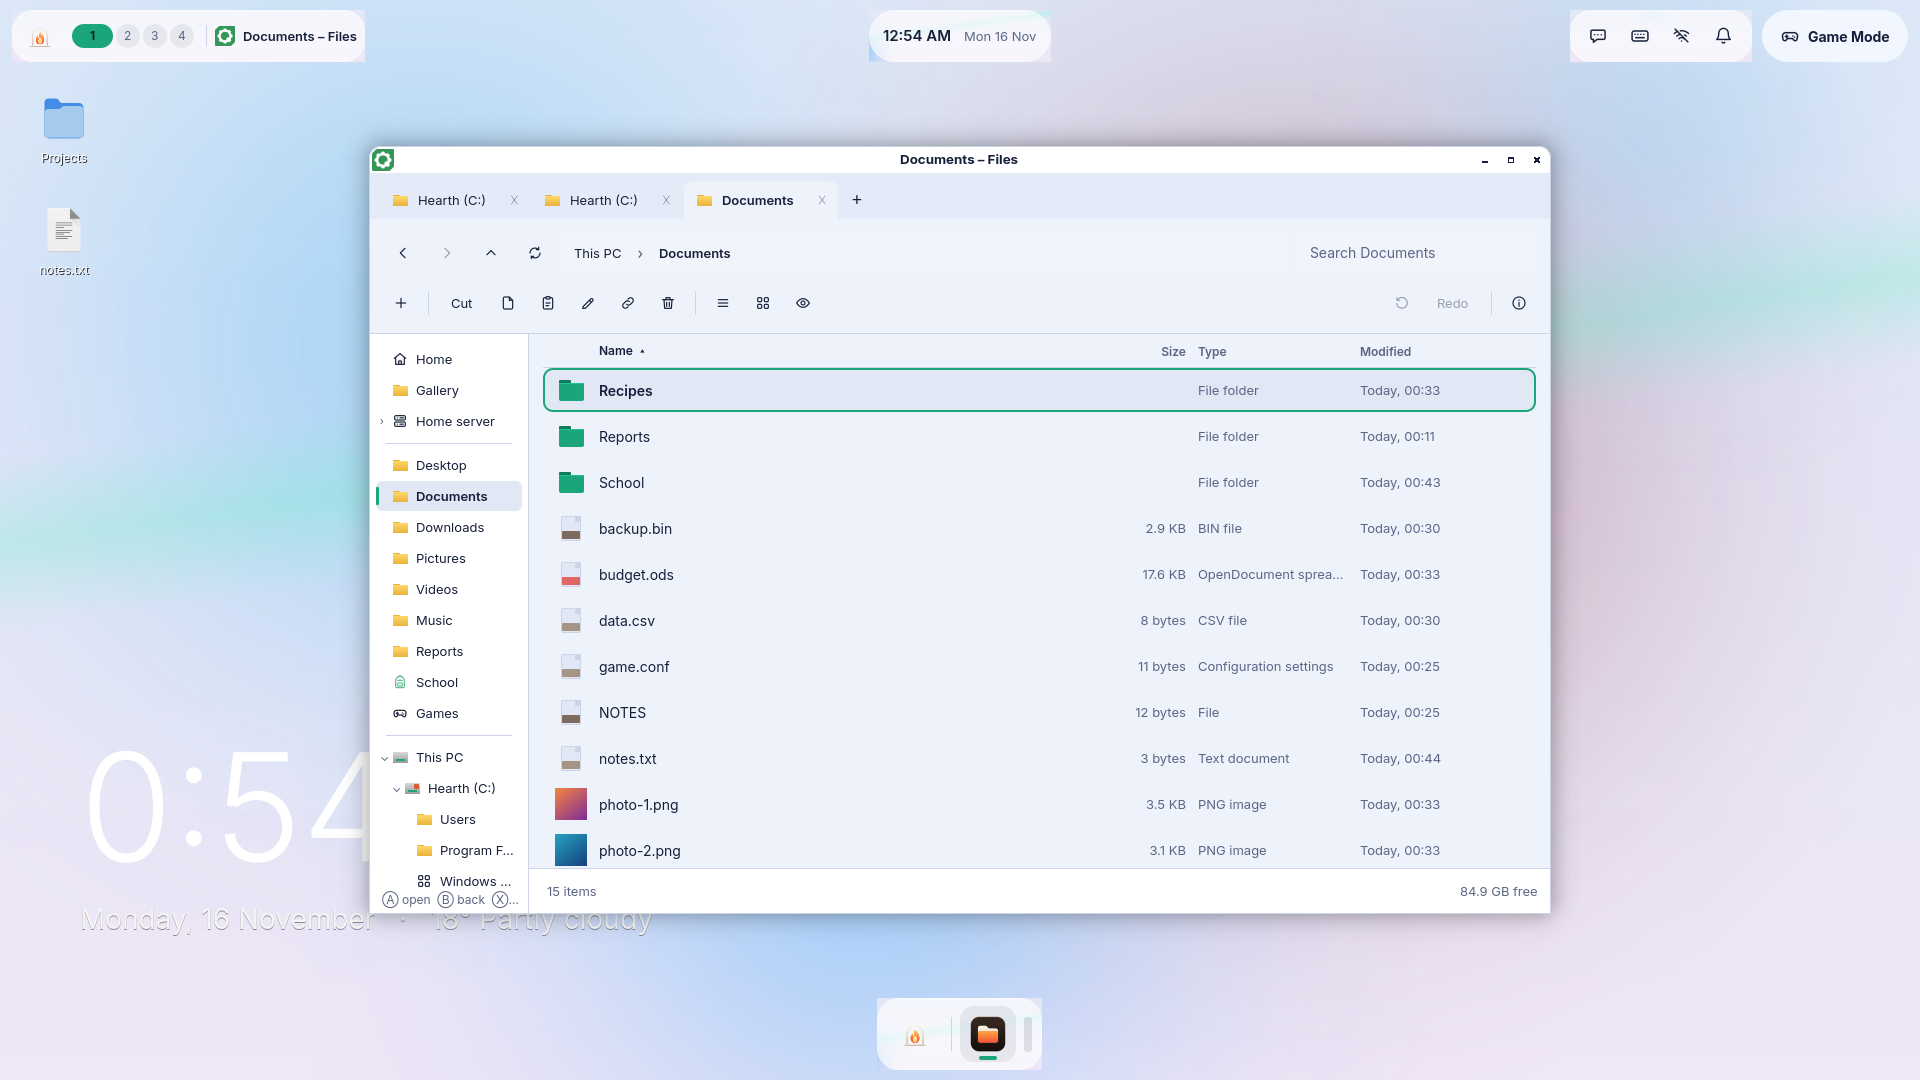 1 2 3 4 Documents – Files
12:54 AM Mon 16 Nov
Game Mode
Projects
notes.txt
Documents – Files
Hearth (C:) X Hearth (C:) X Documents X +
This PC › Documents
Search Documents
Cut
Redo
Home
Gallery
Home server
Desktop
Documents
Downloads
Pictures
Videos
Music
Reports
School
Games
This PC
Hearth (C:)
Users
Program F...
Windows ...
A open B back X...
Name Size Type Modified
Recipes File folder Today, 00:33
Reports File folder Today, 00:11
School File folder Today, 00:43
backup.bin 2.9 KB BIN file Today, 00:30
budget.ods 17.6 KB OpenDocument sprea... Today, 00:33
data.csv 8 bytes CSV file Today, 00:30
game.conf 11 bytes Configuration settings Today, 00:25
NOTES 12 bytes File Today, 00:25
notes.txt 3 bytes Text document Today, 00:44
photo-1.png 3.5 KB PNG image Today, 00:33
photo-2.png 3.1 KB PNG image Today, 00:33
15 items 84.9 GB free
0:54
Monday, 16 November · 18° Partly cloudy